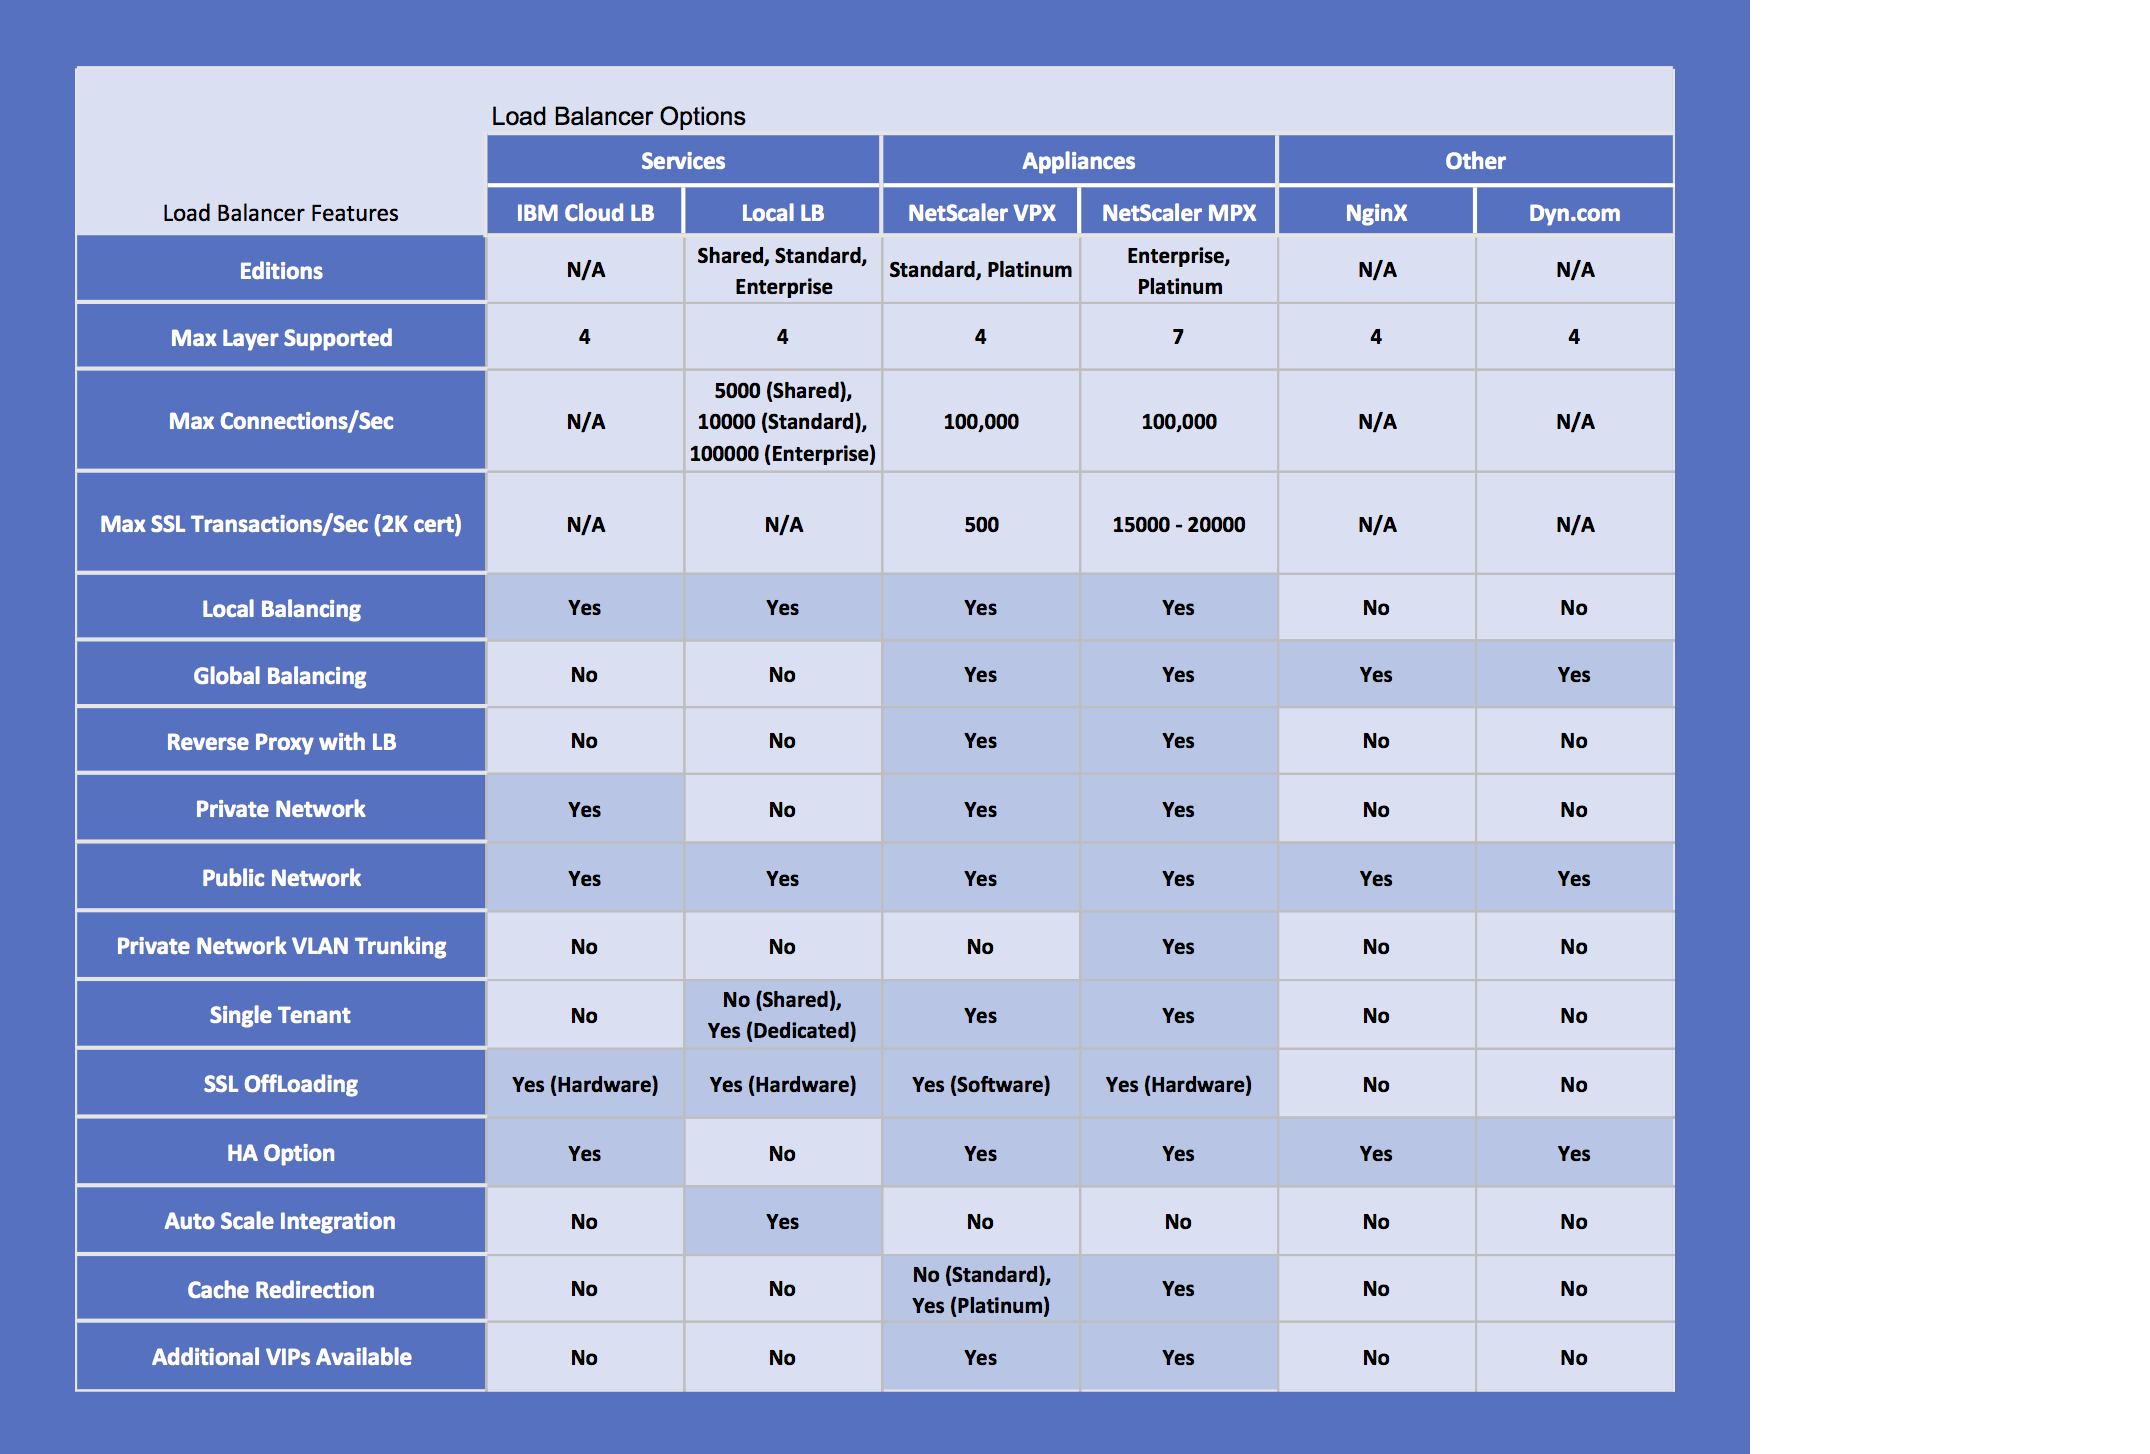 Load Balancer Options
Services Appliances Other
Load Balancer Features IBM Cloud LB Local LB NetScaler VPX NetScaler MPX NginX Dyn.com
Editions N/A Shared, Standard, Enterprise Standard, Platinum Enterprise, Platinum N/A N/A
Max Layer Supported 4 4 4 7 4 4
Max Connections/Sec N/A 5000 (Shared), 10000 (Standard), 100000 (Enterprise) 100,000 100,000 N/A N/A
Max SSL Transactions/Sec (2K cert) N/A N/A 500 15000 - 20000 N/A N/A
Local Balancing Yes Yes Yes Yes No No
Global Balancing No No Yes Yes Yes Yes
Reverse Proxy with LB No No Yes Yes No No
Private Network Yes No Yes Yes No No
Public Network Yes Yes Yes Yes Yes Yes
Private Network VLAN Trunking No No No Yes No No
Single Tenant No No (Shared), Yes (Dedicated) Yes Yes No No
SSL OffLoading Yes (Hardware) Yes (Hardware) Yes (Software) Yes (Hardware) No No
HA Option Yes No Yes Yes Yes Yes
Auto Scale Integration No Yes No No No No
Cache Redirection No No No (Standard), Yes (Platinum) Yes No No
Additional VIPs Available No No Yes Yes No No